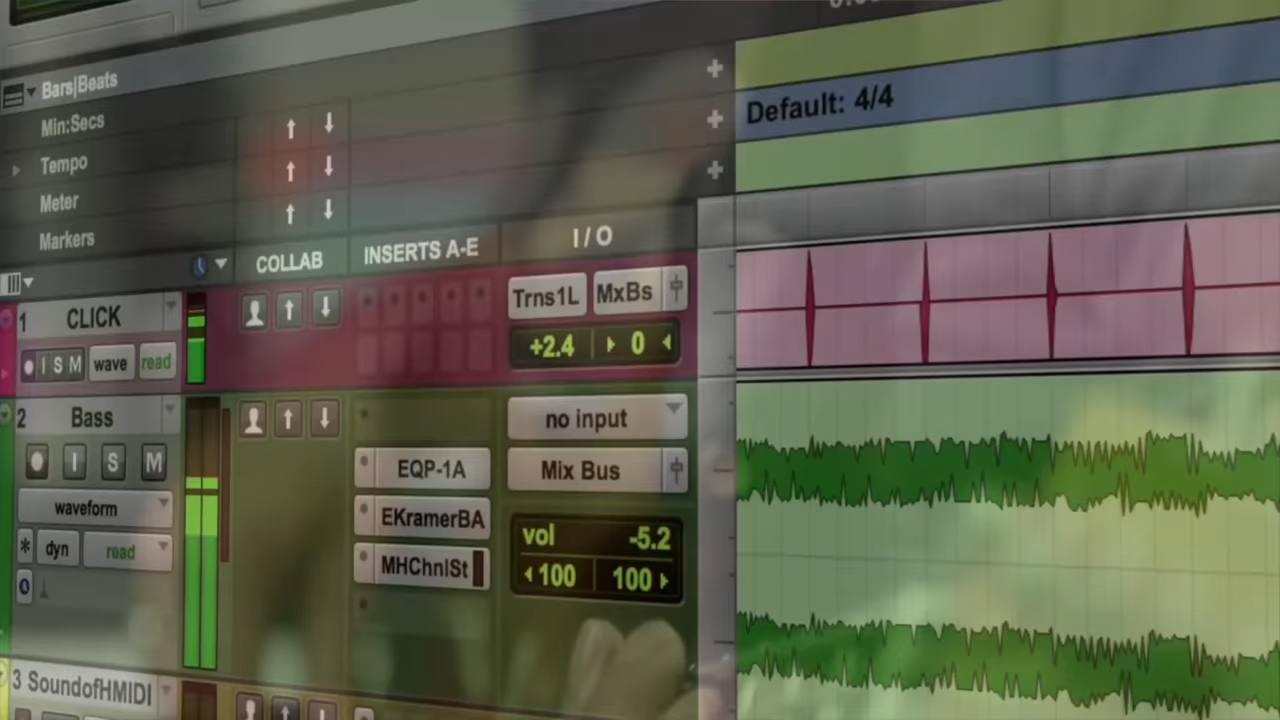 Bars|Beats
Min:Secs
Tempo
Meter
Markers
Default: 4/4
COLLAB
INSERTS A-E
I / O
1 CLICK
I S M
wave
read
Trns1L
MxBs
+2.4
0
2 Bass
I
S
M
waveform
dyn
read
EQP-1A
EKramerBA
MHChnlSt
no input
Mix Bus
vol -5.2
100 100
3 SoundofHMIDI